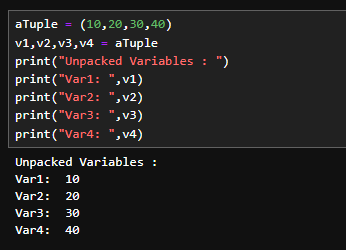 aTuple = (10,20,30,40)
v1,v2,v3,v4 = aTuple
print("Unpacked Variables : ")
print("Var1: ",v1)
print("Var2: ",v2)
print("Var3: ",v3)
print("Var4: ",v4)
Unpacked Variables :
Var1:  10
Var2:  20
Var3:  30
Var4:  40